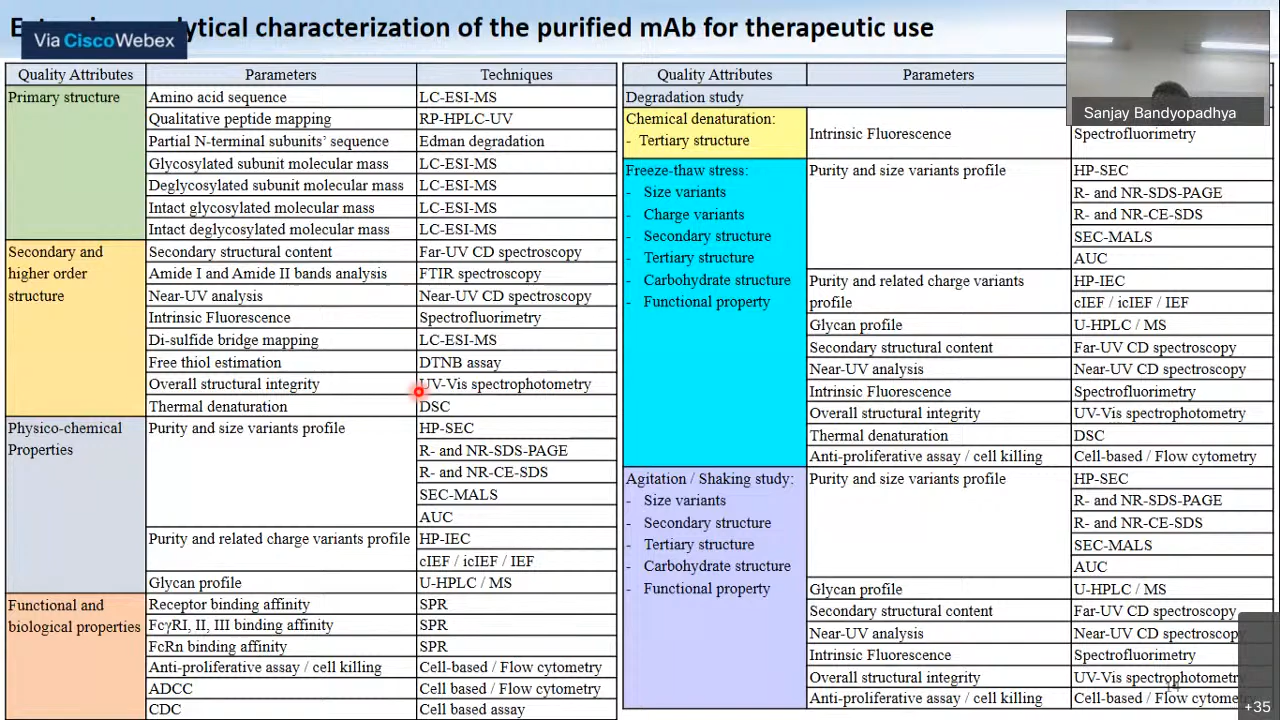 E ytical characterization of the purified mAb for therapeutic use
Via CiscoWebex
Sanjay Bandyopadhya
Quality Attributes Parameters Techniques
Primary structure Amino acid sequence LC-ESI-MS
Qualitative peptide mapping RP-HPLC-UV
Partial N-terminal subunits' sequence Edman degradation
Glycosylated subunit molecular mass LC-ESI-MS
Deglycosylated subunit molecular mass LC-ESI-MS
Intact glycosylated molecular mass LC-ESI-MS
Intact deglycosylated molecular mass LC-ESI-MS
Secondary and Secondary structural content Far-UV CD spectroscopy
higher order Amide I and Amide II bands analysis FTIR spectroscopy
structure Near-UV analysis Near-UV CD spectroscopy
Intrinsic Fluorescence Spectrofluorimetry
Di-sulfide bridge mapping LC-ESI-MS
Free thiol estimation DTNB assay
Overall structural integrity UV-Vis spectrophotometry
Thermal denaturation DSC
Physico-chemical Purity and size variants profile HP-SEC
Properties R- and NR-SDS-PAGE
R- and NR-CE-SDS
SEC-MALS
AUC
Purity and related charge variants profile HP-IEC
cIEF / icIEF / IEF
Glycan profile U-HPLC / MS
Functional and Receptor binding affinity SPR
biological properties FcγRI, II, III binding affinity SPR
FcRn binding affinity SPR
Anti-proliferative assay / cell killing Cell-based / Flow cytometry
ADCC Cell based / Flow cytometry
CDC Cell based assay
Quality Attributes Parameters
Degradation study
Chemical denaturation:
- Tertiary structure Intrinsic Fluorescence Spectrofluorimetry
Freeze-thaw stress: Purity and size variants profile HP-SEC
- Size variants R- and NR-SDS-PAGE
- Charge variants R- and NR-CE-SDS
- Secondary structure SEC-MALS
- Tertiary structure AUC
- Carbohydrate structure Purity and related charge variants HP-IEC
- Functional property profile cIEF / icIEF / IEF
Glycan profile U-HPLC / MS
Secondary structural content Far-UV CD spectroscopy
Near-UV analysis Near-UV CD spectroscopy
Intrinsic Fluorescence Spectrofluorimetry
Overall structural integrity UV-Vis spectrophotometry
Thermal denaturation DSC
Anti-proliferative assay / cell killing Cell-based / Flow cytometry
Agitation / Shaking study: Purity and size variants profile HP-SEC
- Size variants R- and NR-SDS-PAGE
- Secondary structure R- and NR-CE-SDS
- Tertiary structure SEC-MALS
- Carbohydrate structure AUC
- Functional property Glycan profile U-HPLC / MS
Secondary structural content Far-UV CD spectroscopy
Near-UV analysis Near-UV CD spectroscop
Intrinsic Fluorescence Spectrofluorimetry
Overall structural integrity UV-Vis spectrophotometry
Anti-proliferative assay / cell killing Cell-based / Flow cytomet
14
+35